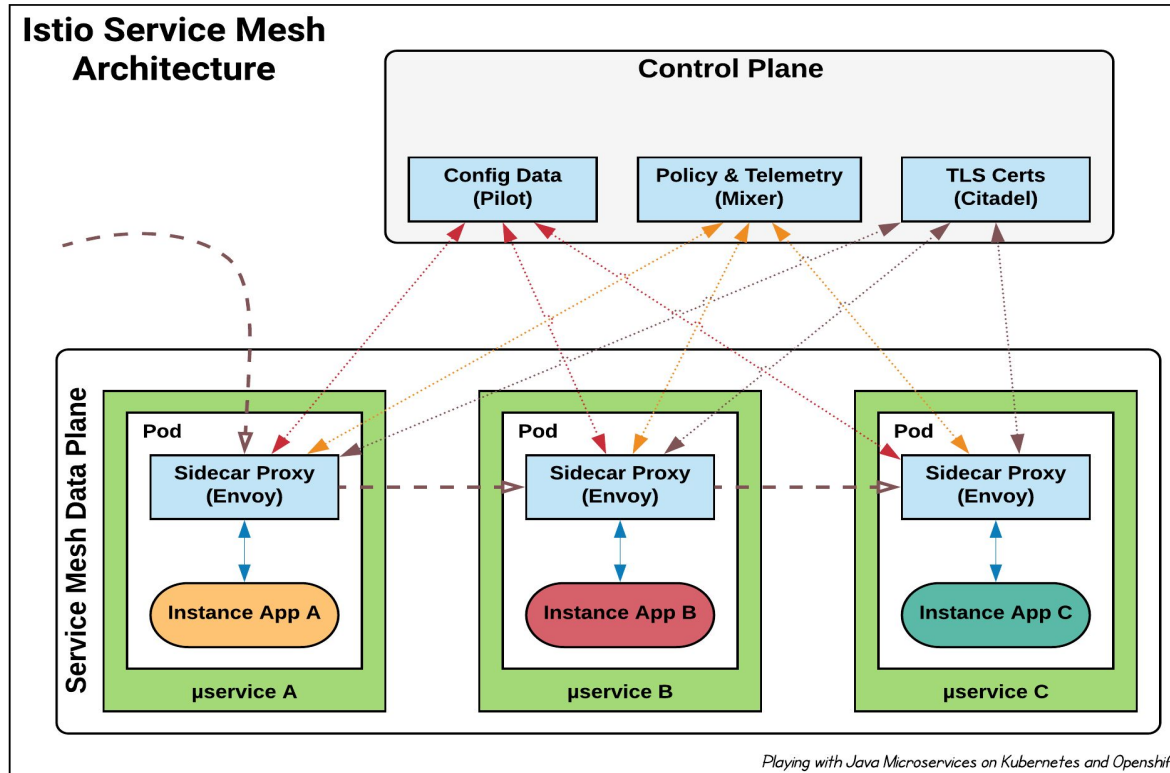 Istio Service Mesh
Architecture
Control Plane
Config Data
(Pilot)
Policy & Telemetry
(Mixer)
TLS Certs
(Citadel)
Service Mesh Data Plane
Pod
Sidecar Proxy
(Envoy)
Instance App A
µservice A
Pod
Sidecar Proxy
(Envoy)
Instance App B
µservice B
Pod
Sidecar Proxy
(Envoy)
Instance App C
µservice C
Playing with Java Microservices on Kubernetes and Openshif